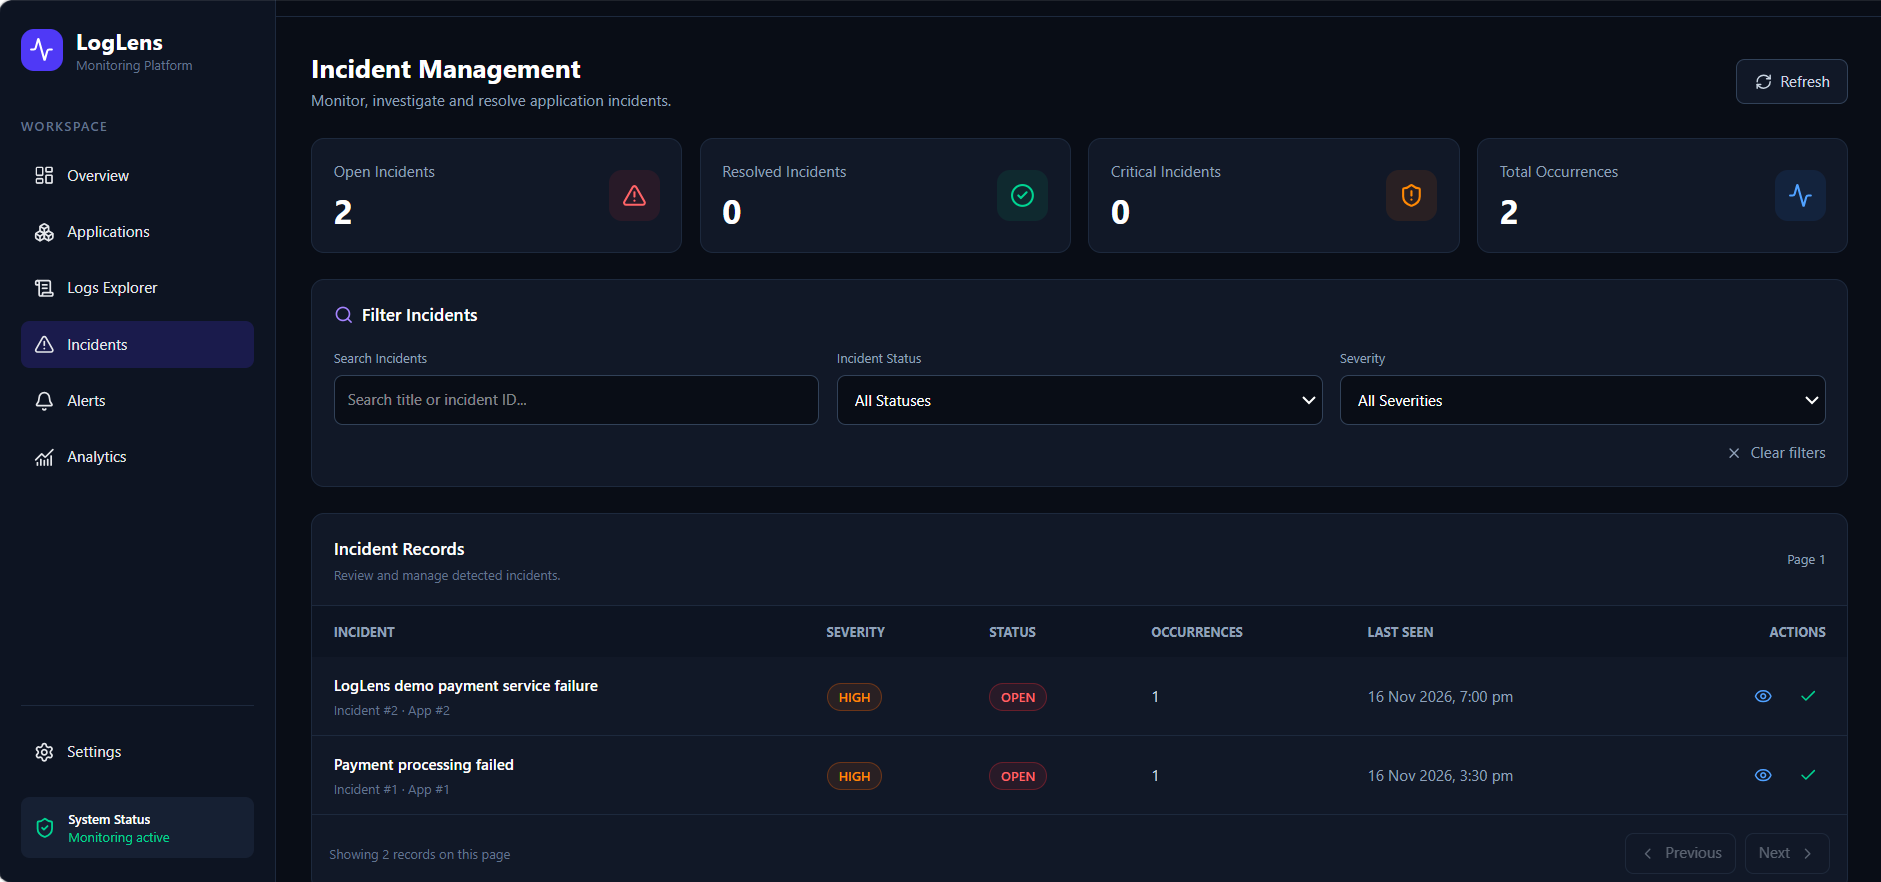 LogLens
Monitoring Platform
WORKSPACE
Overview
Applications
Logs Explorer
Incidents
Alerts
Analytics
Settings
System Status
Monitoring active
Incident Management
Monitor, investigate and resolve application incidents.
Refresh
Open Incidents
2
Resolved Incidents
0
Critical Incidents
0
Total Occurrences
2
Filter Incidents
Search Incidents
Search title or incident ID...
Incident Status
All Statuses
Severity
All Severities
Clear filters
Incident Records
Review and manage detected incidents.
Page 1
INCIDENT SEVERITY STATUS OCCURRENCES LAST SEEN ACTIONS
LogLens demo payment service failure
Incident #2 · App #2
HIGH OPEN 1 16 Nov 2026, 7:00 pm
Payment processing failed
Incident #1 · App #1
HIGH OPEN 1 16 Nov 2026, 3:30 pm
Showing 2 records on this page
Previous Next